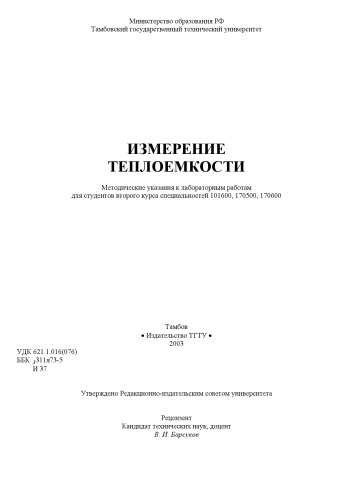 Министерство образования РФ
Тамбовский государственный технический университет
ИЗМЕРЕНИЕ
ТЕПЛОЕМКОСТИ
Методические указания к лабораторным работам
для студентов второго курса специальностей 101600, 170500, 170600
Тамбов
• Издательство ТГТУ •
2003
УДК 621.1.016(076)
ББК з311я73-5
И 37
Утверждено Редакционно-издательским советом университета
Рецензент
Кандидат технических наук, доцент
В. И. Барсуков